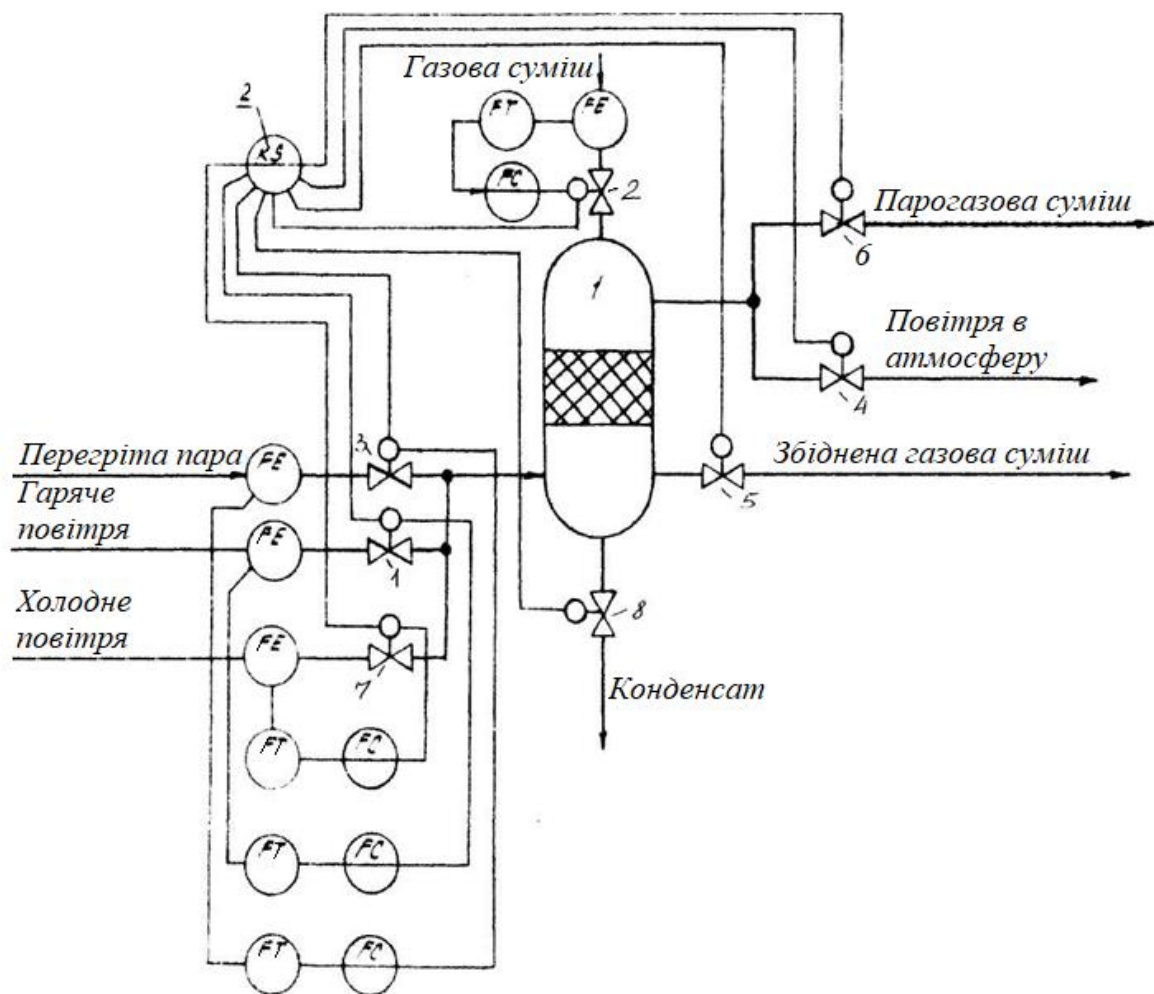 Газова суміш
2
FT
FE
KS
FC
2
Парогазова суміш
6
1
Повітря в
атмосферу
4
3
Перегріта пара
FE
Збіднена газова суміш
5
Гаряче
повітря
FE
1
8
Холодне
повітря
FE
7
Конденсат
FT
FC
FT
FC
FT
FC